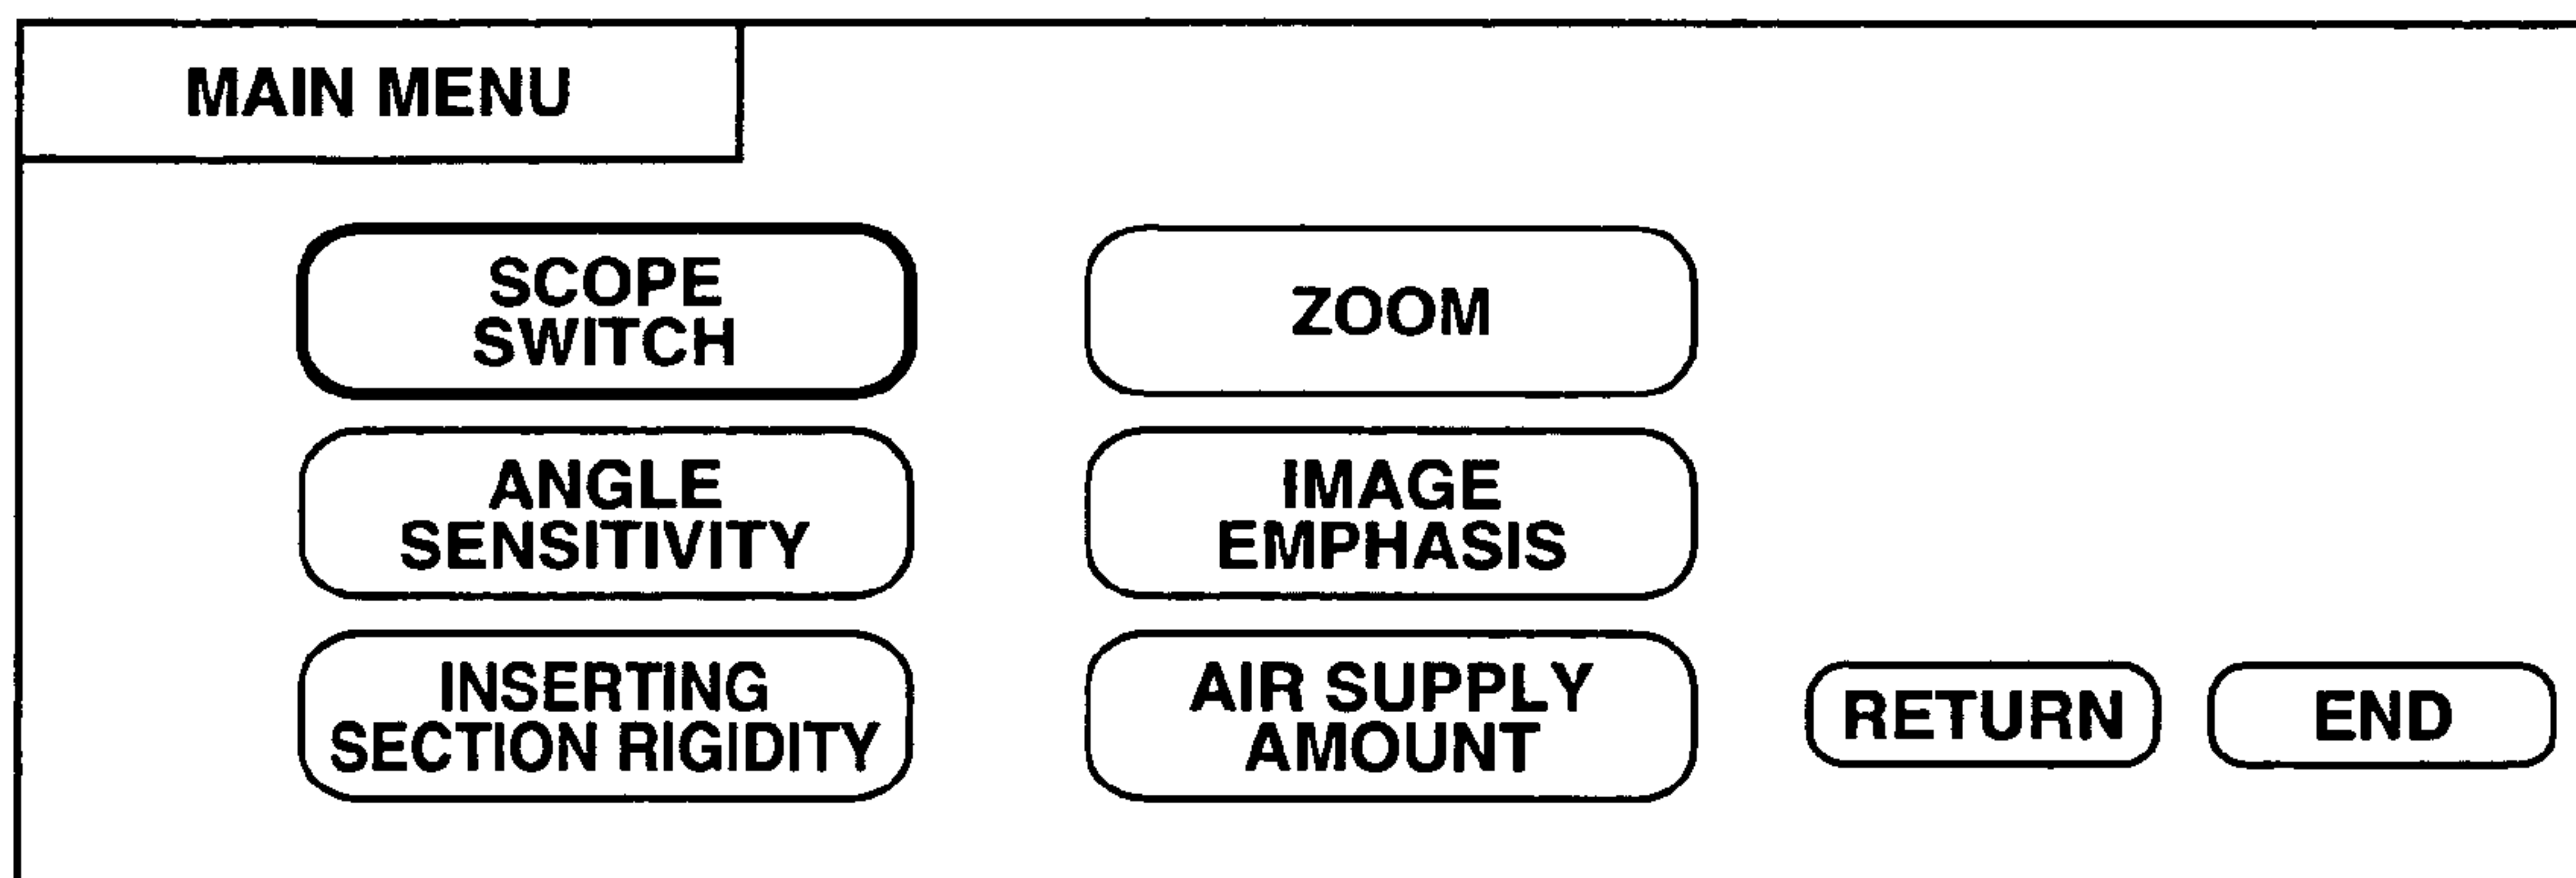 MAIN MENU
SCOPE
SWITCH
ZOOM
ANGLE
SENSITIVITY
IMAGE
EMPHASIS
INSERTING
SECTION RIGIDITY
AIR SUPPLY
AMOUNT
RETURN
END